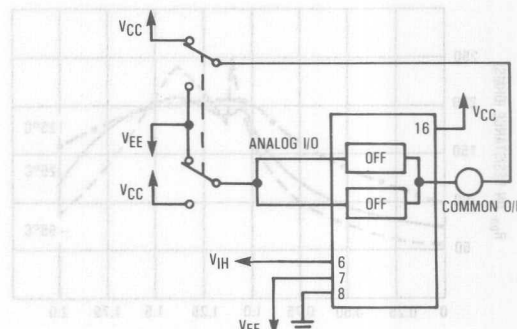 VCC
VCC
16
ANALOG I/O
OFF
VEE
OFF
VCC
COMMON O/I
VIH
6
7
8
VEE